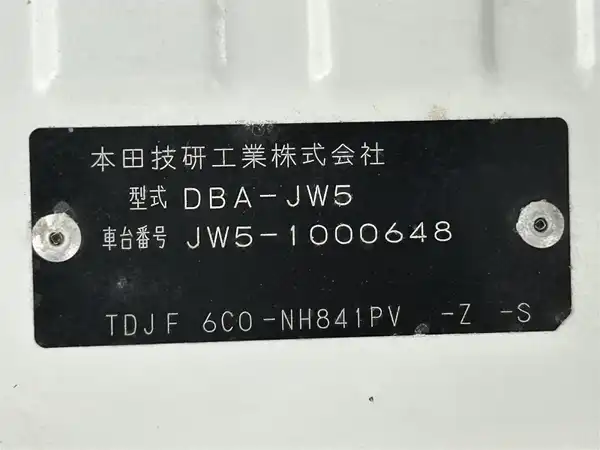 本田技研工業株式会社
型式 DBA-JW5
車台番号 JW5-1000648
TDJF 6C0-NH841PV -Z -S